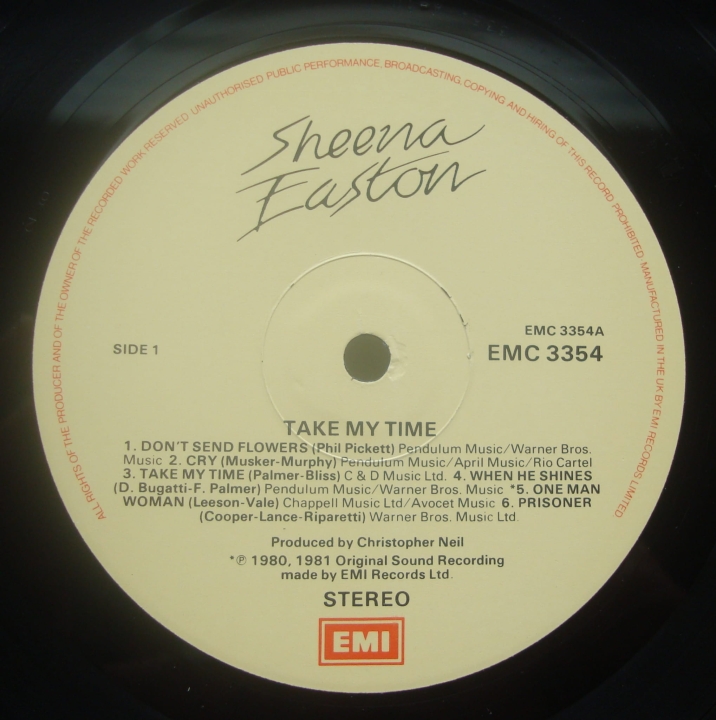 ALL RIGHTS OF THE PRODUCER AND OF THE OWNER OF THE RECORDED WORK RESERVED UNAUTHORISED PUBLIC PERFORMANCE, BROADCASTING, COPYING AND HIRING OF THIS RECORD PROHIBITED MANUFACTURED IN THE UK BY EMI RECORDS LIMITED
Sheena
Easton
EMC 3354A
SIDE 1
EMC 3354
TAKE MY TIME
1. DON'T SEND FLOWERS (Phil Pickett) Pendulum Music/Warner Bros.
Music 2. CRY (Musker-Murphy) Pendulum Music/April Music/Rio Cartel
3. TAKE MY TIME (Palmer-Bliss) C & D Music Ltd. 4. WHEN HE SHINES
(D. Bugatti-F. Palmer) Pendulum Music/Warner Bros. Music *5. ONE MAN
WOMAN (Leeson-Vale) Chappell Music Ltd/Avocet Music 6. PRISONER
(Cooper-Lance-Riparetti) Warner Bros. Music Ltd.
Produced by Christopher Neil
*℗ 1980, 1981 Original Sound Recording
made by EMI Records Ltd.
STEREO
EMI